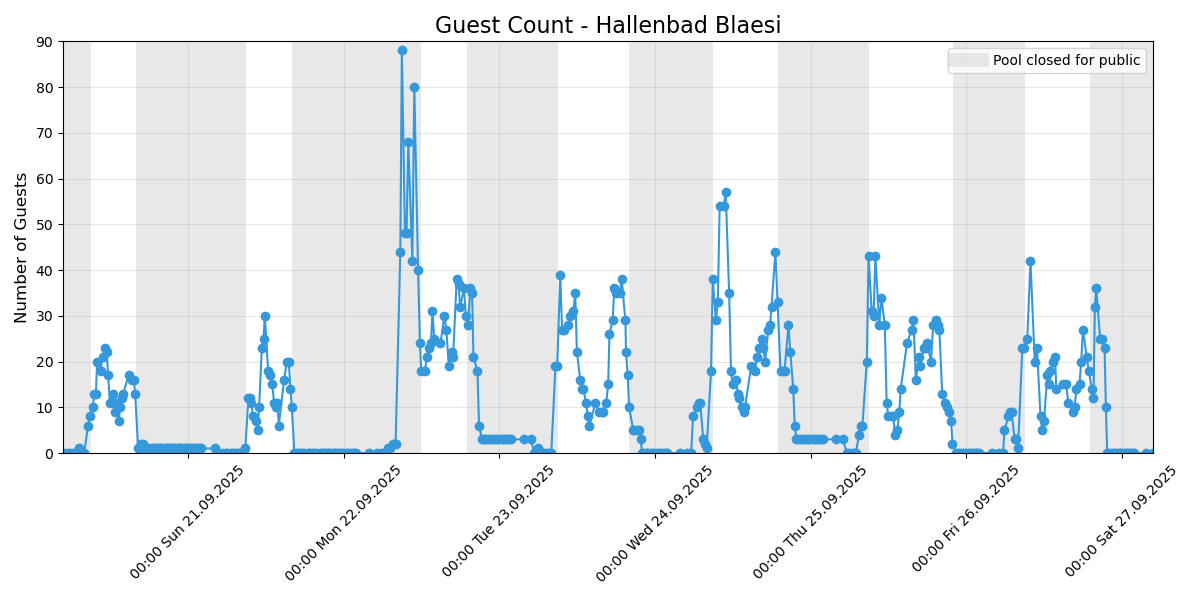 Guest Count - Hallenbad Blaesi
Pool closed for public
Number of Guests
90
80
70
60
50
40
30
20
10
0
00:00 Sun 21.09.2025
00:00 Mon 22.09.2025
00:00 Tue 23.09.2025
00:00 Wed 24.09.2025
00:00 Thu 25.09.2025
00:00 Fri 26.09.2025
00:00 Sat 27.09.2025